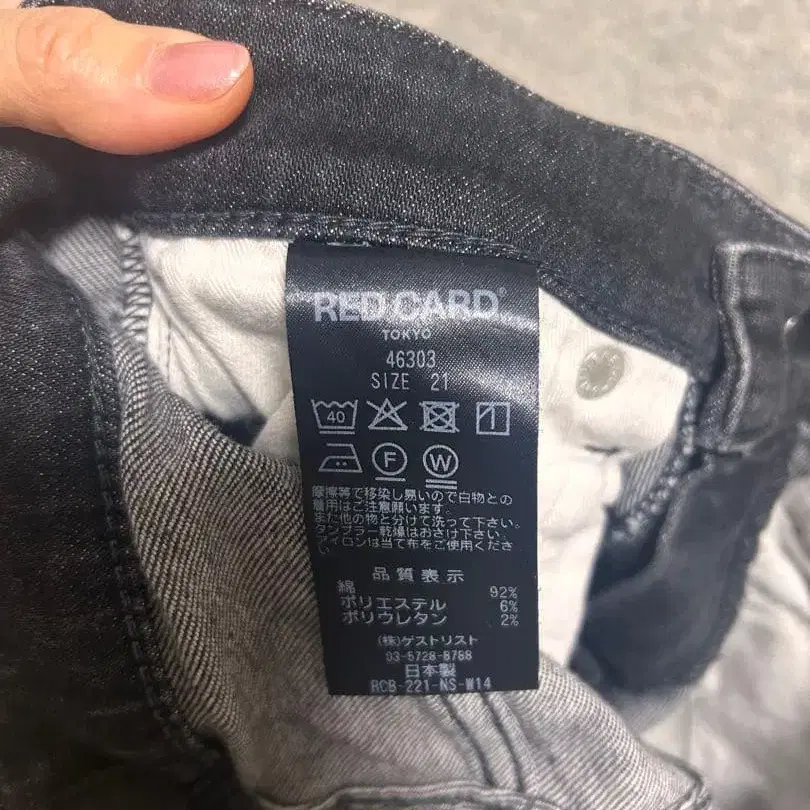 RED CARD
TOKYO
46303
SIZE 21
40
F W
摩擦等で移染し易いので白物との
着用はご注意願います。
また他の物と分けて洗って下さい。
タンブラー乾燥はおさけ下さい。
アイロンは当て布をご使用くださ
い
品質表示
綿 92%
ポリエステル 6%
ポリウレタン 2%
(株)ゲストリスト
03-5728-8788
日本製
RCB-221-NS-W14